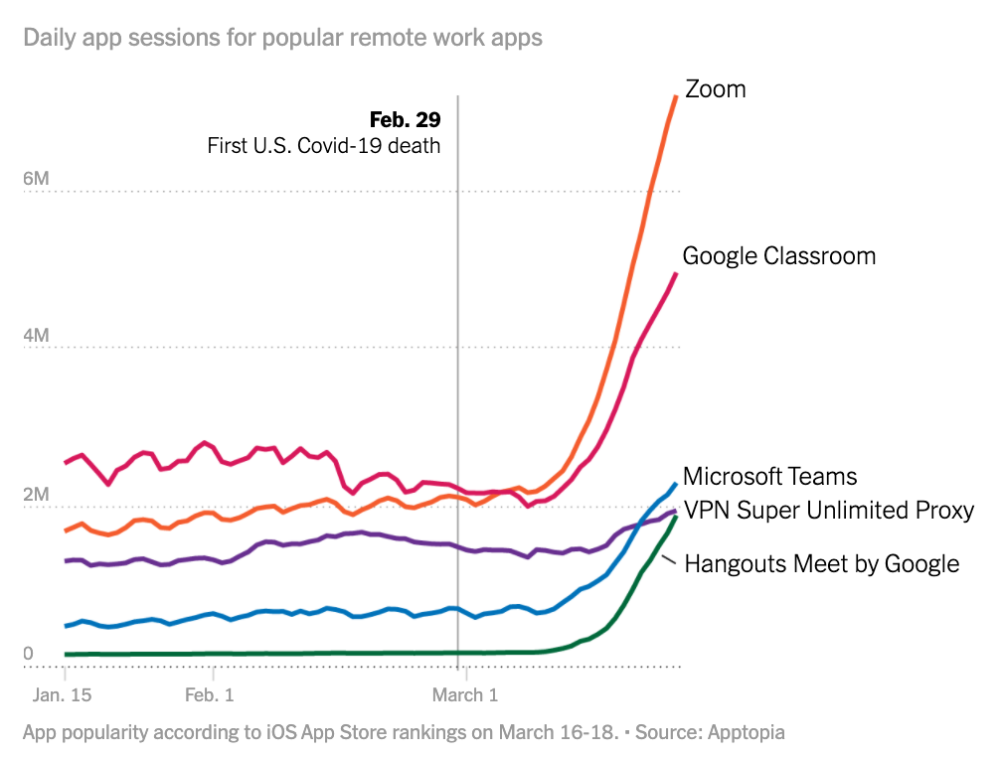 Daily app sessions for popular remote work apps
Zoom
Feb. 29
First U.S. Covid-19 death
6M
Google Classroom
4M
Microsoft Teams
2M
VPN Super Unlimited Proxy
Hangouts Meet by Google
0
Jan. 15
Feb. 1
March 1
App popularity according to iOS App Store rankings on March 16-18. • Source: Apptopia